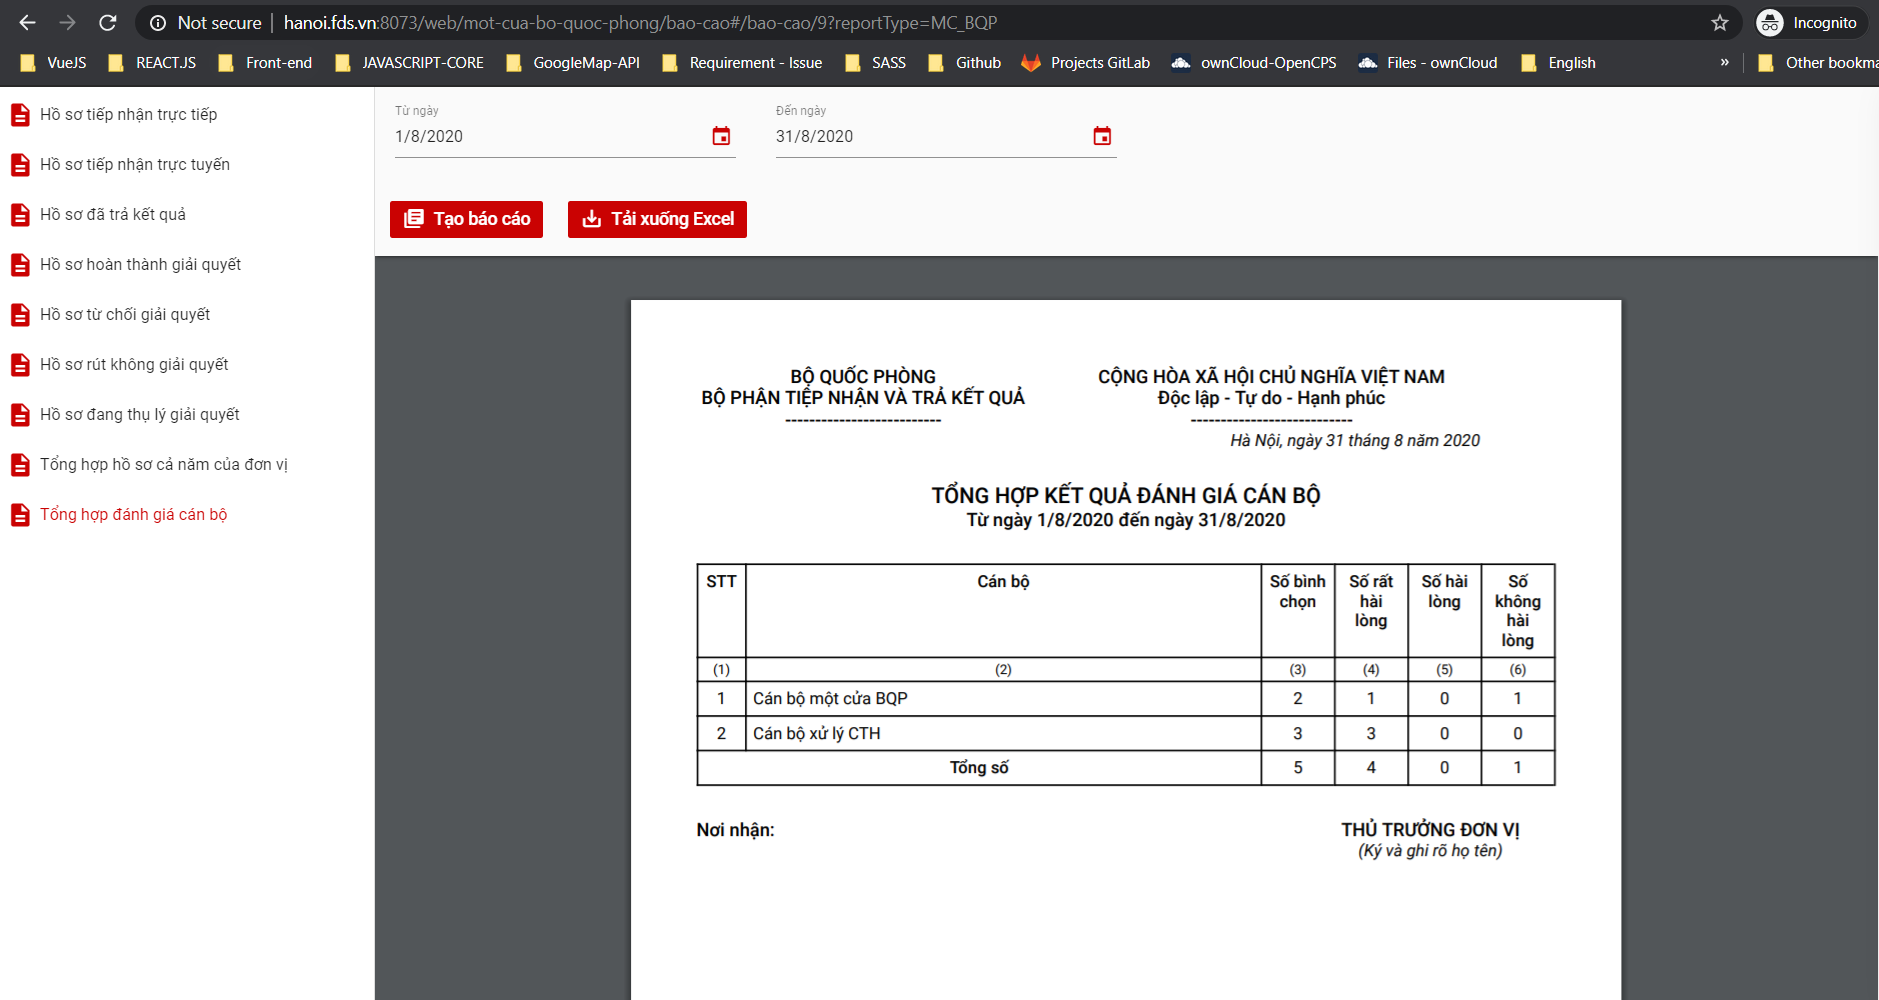 Not secure | hanoi.fds.vn:8073/web/mot-cua-bo-quoc-phong/bao-cao#/bao-cao/9?reportType=MC_BQP
Incognito
VueJS REACT.JS Front-end JAVASCRIPT-CORE GoogleMap-API Requirement - Issue SASS Github Projects GitLab ownCloud-OpenCPS Files - ownCloud English » Other bookma
Hồ sơ tiếp nhận trực tiếp
Hồ sơ tiếp nhận trực tuyến
Hồ sơ đã trả kết quả
Hồ sơ hoàn thành giải quyết
Hồ sơ từ chối giải quyết
Hồ sơ rút không giải quyết
Hồ sơ đang thụ lý giải quyết
Tổng hợp hồ sơ cả năm của đơn vị
Tổng hợp đánh giá cán bộ
Từ ngày Đến ngày
1/8/2020 31/8/2020
Tạo báo cáo Tải xuống Excel
BỘ QUỐC PHÒNG
BỘ PHẬN TIẾP NHẬN VÀ TRẢ KẾT QUẢ
--------------------------
CỘNG HÒA XÃ HỘI CHỦ NGHĨA VIỆT NAM
Độc lập - Tự do - Hạnh phúc
---------------------------
Hà Nội, ngày 31 tháng 8 năm 2020
TỔNG HỢP KẾT QUẢ ĐÁNH GIÁ CÁN BỘ
Từ ngày 1/8/2020 đến ngày 31/8/2020
STT Cán bộ Số bình chọn Số rất hài lòng Số hài lòng Số không hài lòng
(1) (2) (3) (4) (5) (6)
1 Cán bộ một cửa BQP 2 1 0 1
2 Cán bộ xử lý CTH 3 3 0 0
Tổng số 5 4 0 1
Nơi nhận:
THỦ TRƯỞNG ĐƠN VỊ
(Ký và ghi rõ họ tên)